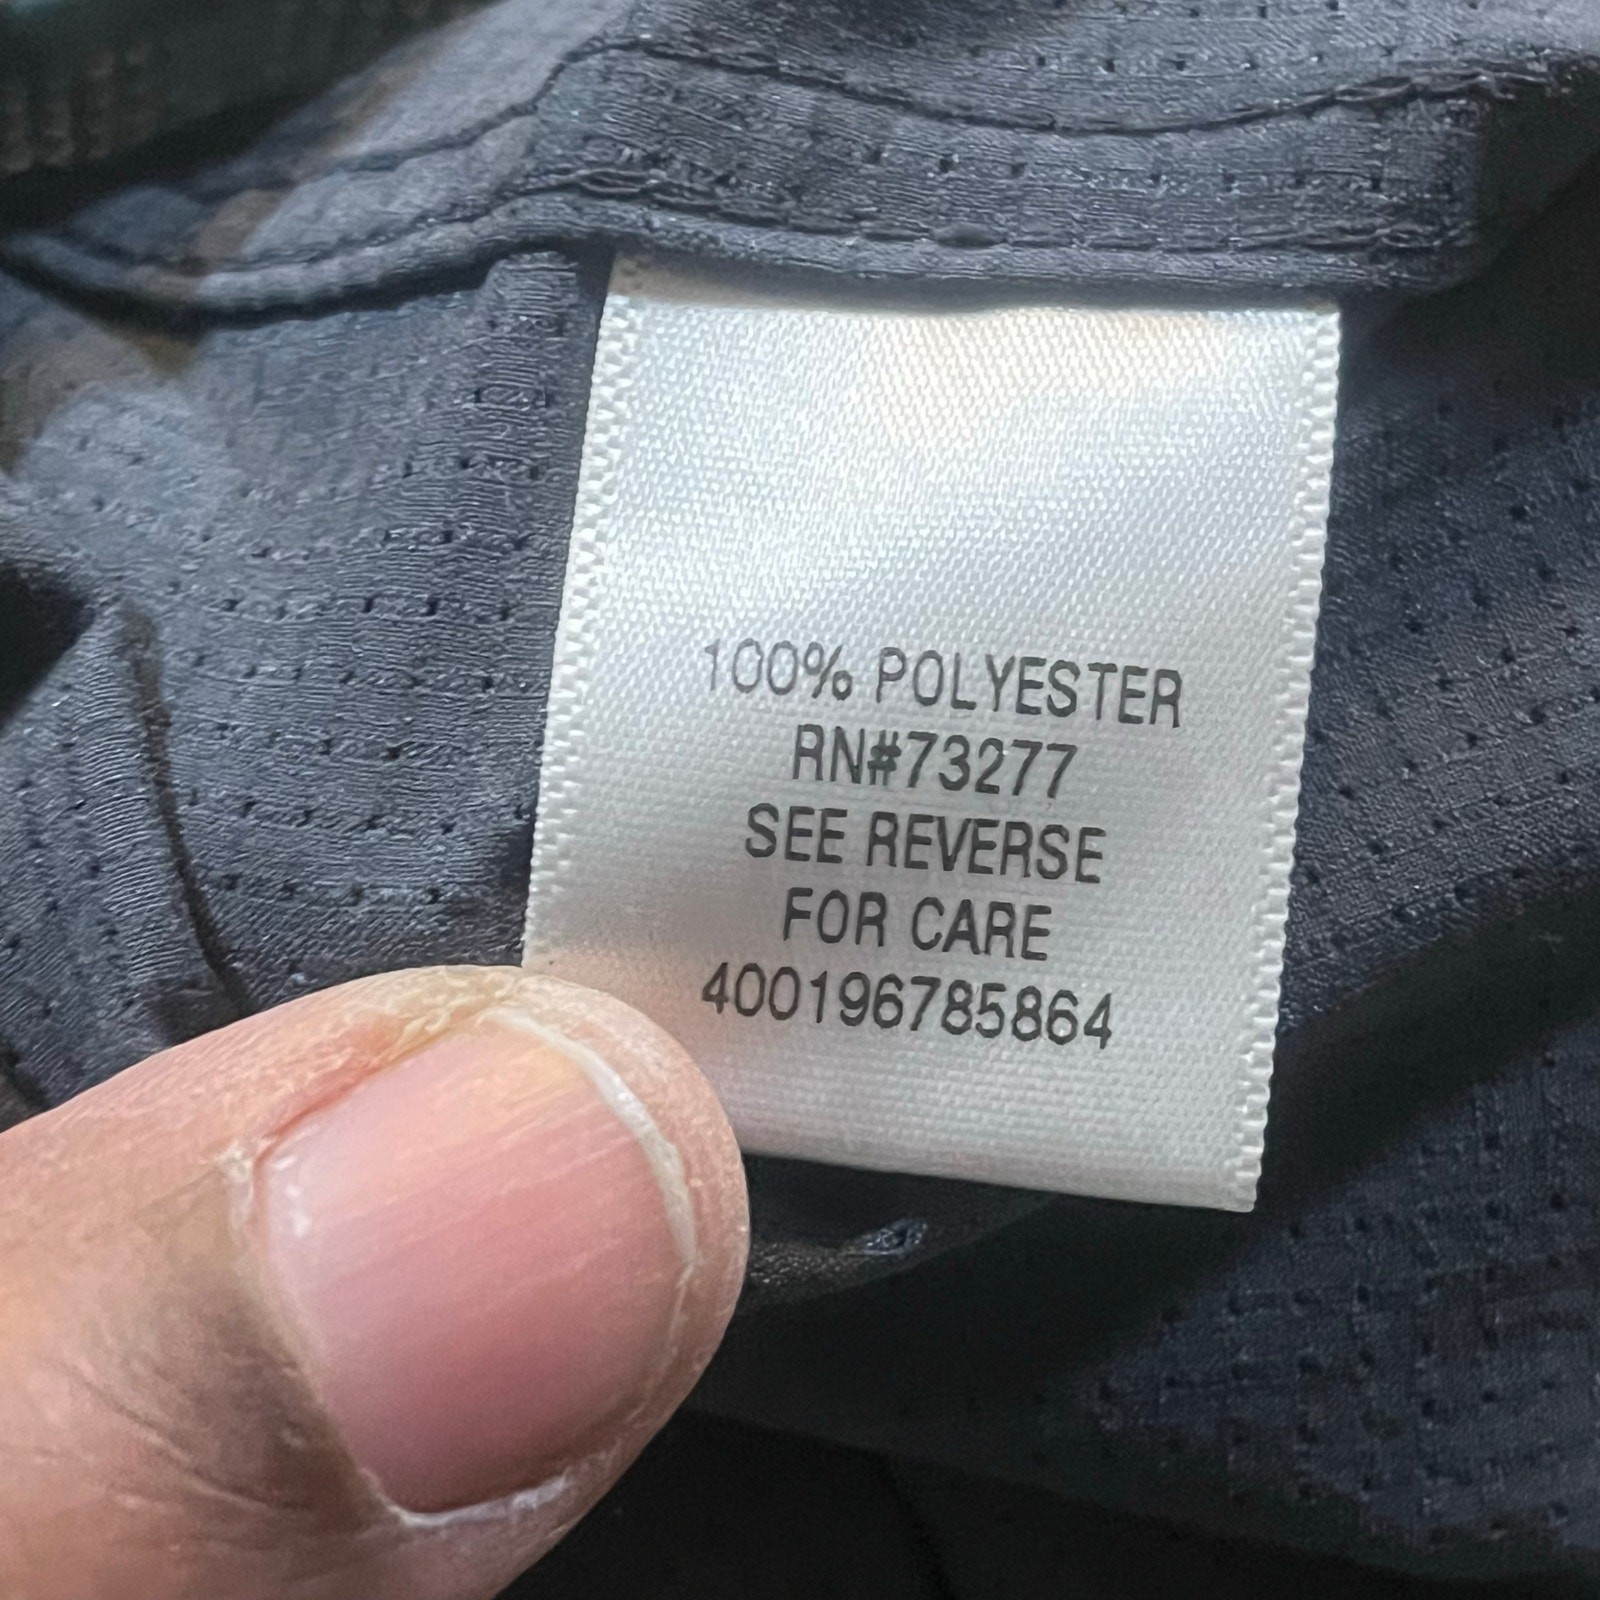 100% POLYESTER
RN#73277
SEE REVERSE
FOR CARE
400196785864